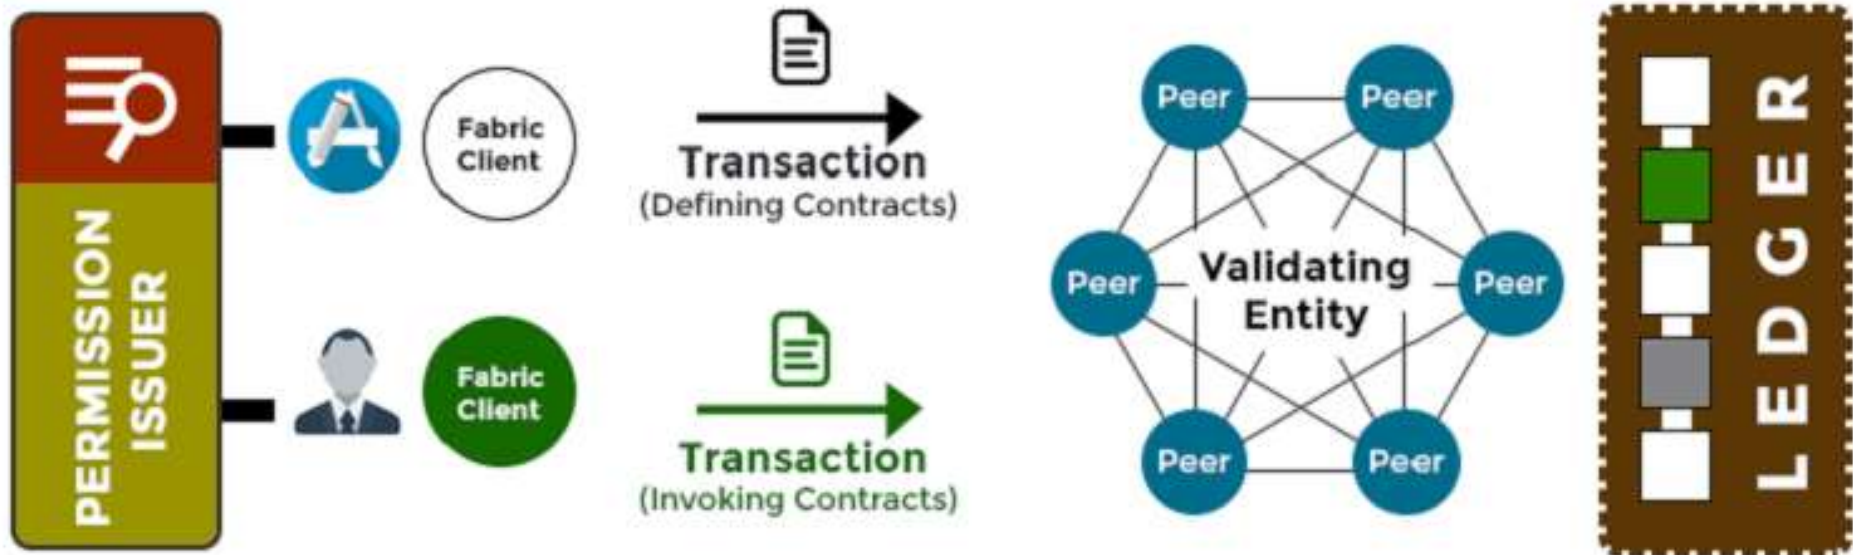 PERMISSION
ISSUER
Fabric
Client
Transaction
(Defining Contracts)
Fabric
Client
Transaction
(Invoking Contracts)
Peer
Peer
Peer
Validating
Entity
Peer
Peer
Peer
LEDGER